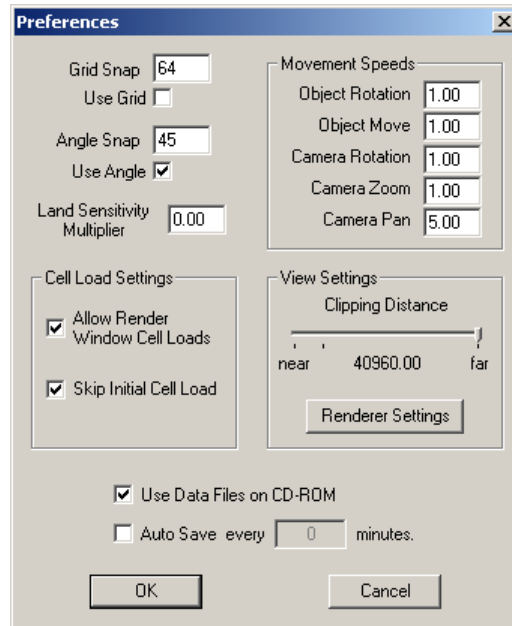 Preferences
Grid Snap 64
Use Grid
Angle Snap 45
Use Angle
Land Sensitivity
Multiplier 0.00
Movement Speeds
Object Rotation 1.00
Object Move 1.00
Camera Rotation 1.00
Camera Zoom 1.00
Camera Pan 5.00
Cell Load Settings
Allow Render
Window Cell Loads
Skip Initial Cell Load
View Settings
Clipping Distance
near 40960.00 far
Renderer Settings
Use Data Files on CD-ROM
Auto Save every 0 minutes.
OK Cancel